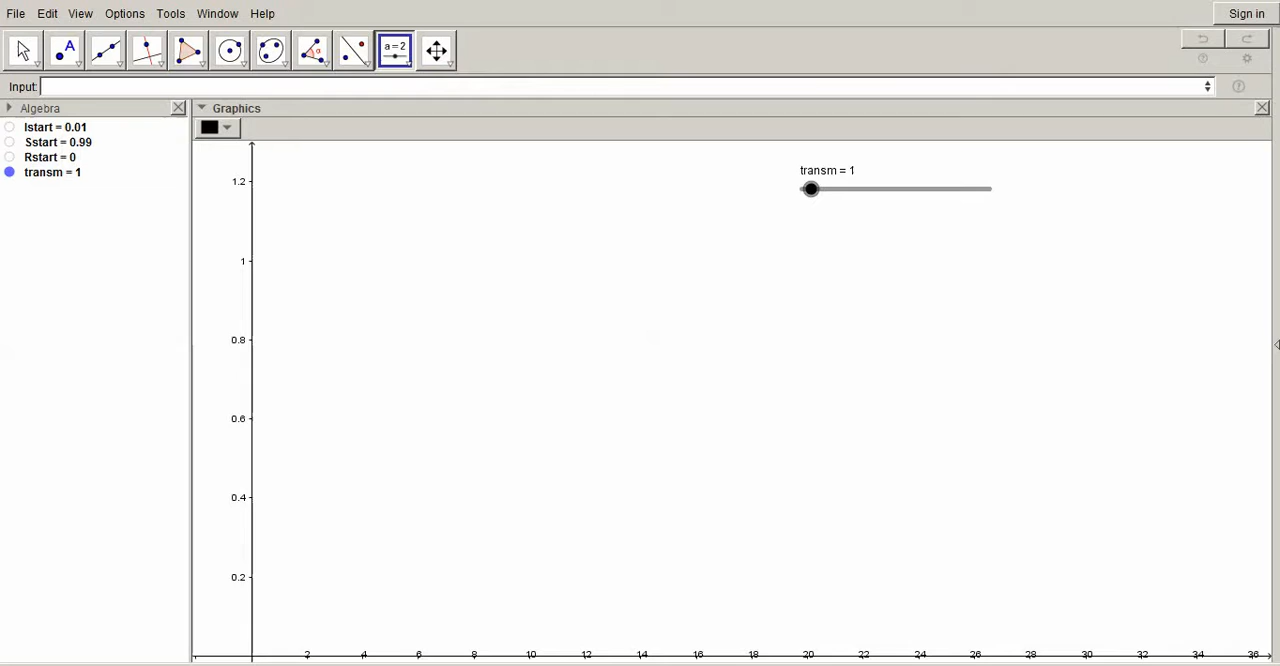 File Edit View Options Tools Window Help Sign in
A α a=2
Input:
Algebra Graphics
Istart = 0.01
Sstart = 0.99
Rstart = 0
transm = 1
transm = 1
1.2
1
0.8
0.6
0.4
0.2
2 4 6 8 10 12 14 16 18 20 22 24 26 28 30 32 34 36